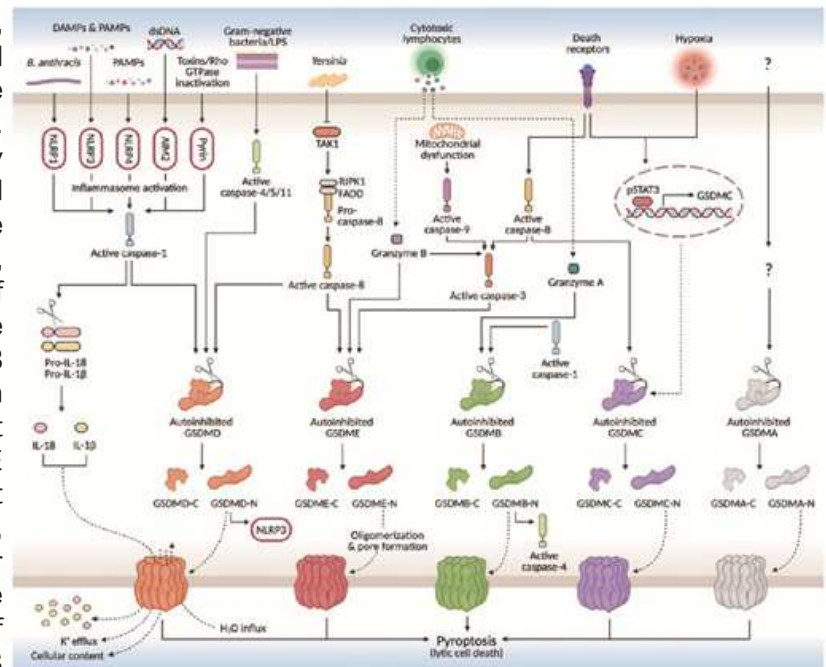 DAMPs & PAMPs
dsDNA
Gram-negative
bacteria/LPS
Yersinia
Cytotoxic
lymphocytes
Death
receptors
Hypoxia
?
B. anthracis
PAMPs
Toxins/Rho
GTPase
inactivation
NLRP1
NLRP3
NLRP4
AIM2
Pyrin
TAK1
Mitochondrial
dysfunction
Inflammasome activation
Active
caspase-4/5/11
RIPK1
FADD
Pro-
caspase-8
pSTAT3
GSDMC
Active
caspase-9
Active
caspase-8
Active caspase-1
Granzyme B
Granzyme A
?
Active caspase-8
Active caspase-3
Pro-IL-18
Pro-IL-1β
Active
caspase-1
IL-18
IL-1β
Autoinhibited
GSDMD
Autoinhibited
GSDME
Autoinhibited
GSDMB
Autoinhibited
GSDMC
Autoinhibited
GSDMA
GSDMD-C
GSDMD-N
GSDME-C
GSDME-N
GSDMB-C
GSDMB-N
GSDMC-C
GSDMC-N
GSDMA-C
GSDMA-N
NLRP3
Oligomerization
& pore formation
Active
caspase-4
H₂O influx
K⁺ efflux
Cellular content
Pyroptosis
(lytic cell death)